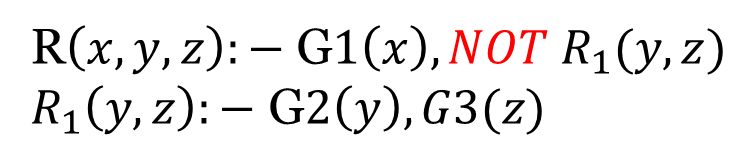 R(x, y, z):− G1(x), NOT R₁(y, z)
R₁(y, z):− G2(y), G3(z)